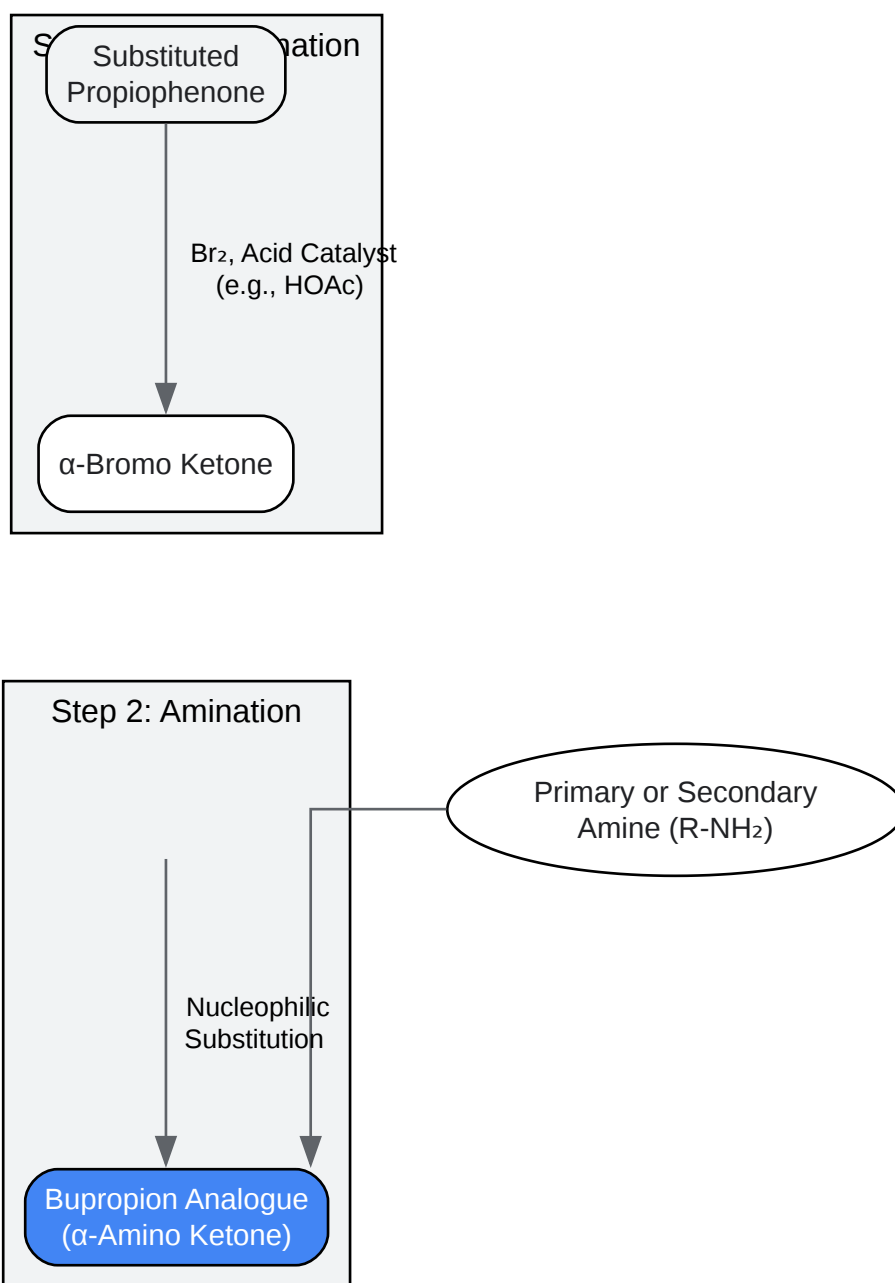 Substituted
Propiophenone
Br₂, Acid Catalyst
(e.g., HOAc)
α-Bromo Ketone
Step 2: Amination
Primary or Secondary
Amine (R-NH₂)
Nucleophilic
Substitution
Bupropion Analogue
(α-Amino Ketone)